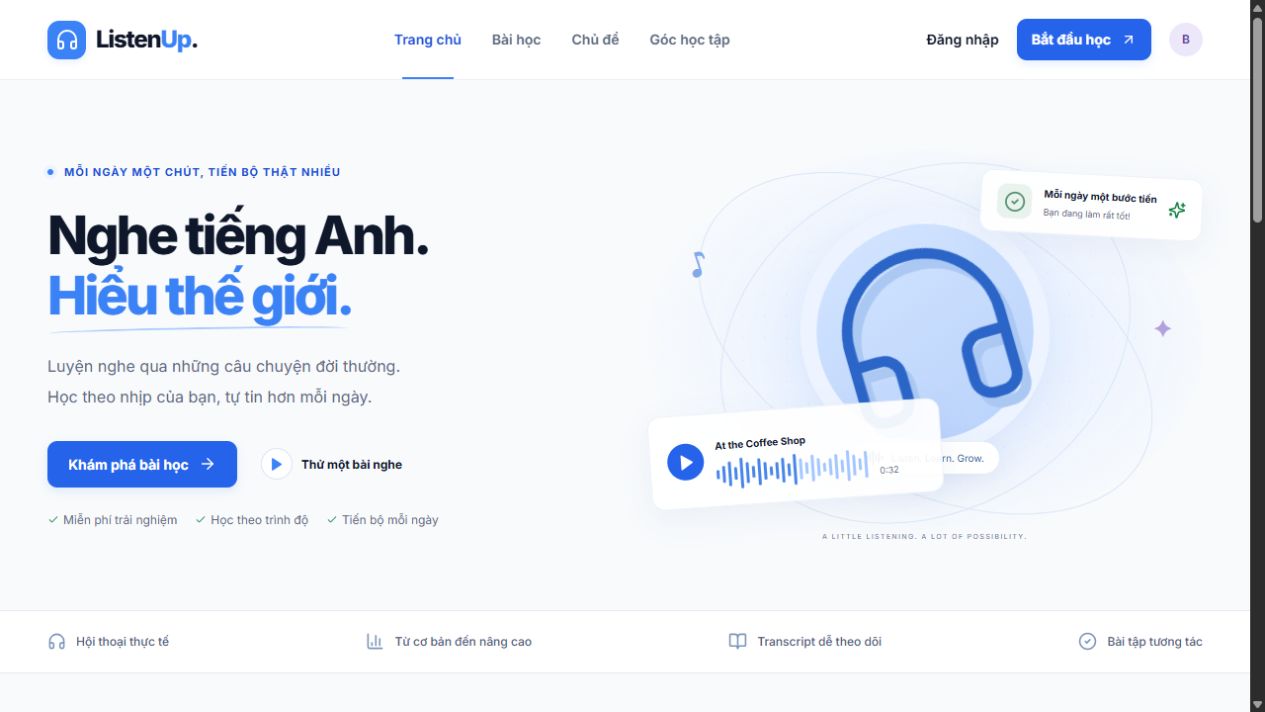 ListenUp.
Trang chủ Bài học Chủ đề Góc học tập
Đăng nhập
Bắt đầu học
B
MỖI NGÀY MỘT CHÚT, TIẾN BỘ THẬT NHIỀU
Nghe tiếng Anh.
Hiểu thế giới.
Luyện nghe qua những câu chuyện đời thường.
Học theo nhịp của bạn, tự tin hơn mỗi ngày.
Khám phá bài học
Thử một bài nghe
Miễn phí trải nghiệm Học theo trình độ Tiến bộ mỗi ngày
Mỗi ngày một bước tiến
Bạn đang làm rất tốt!
At the Coffee Shop
0:32
Listen. Learn. Grow.
A LITTLE LISTENING. A LOT OF POSSIBILITY.
Hội thoại thực tế
Từ cơ bản đến nâng cao
Transcript dễ theo dõi
Bài tập tương tác